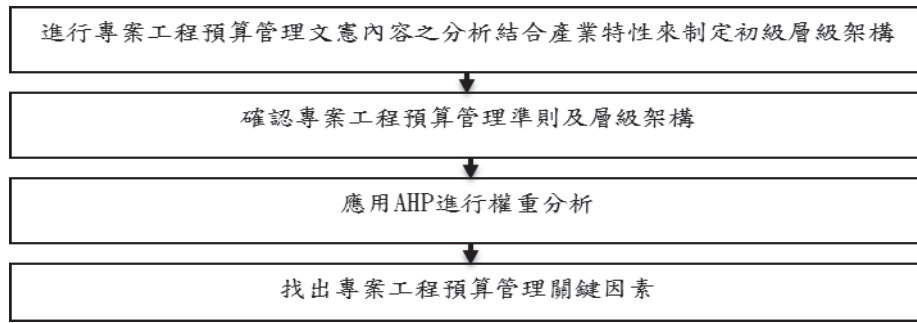 進行專案工程預算管理文憲內容之分析結合產業特性來制定初級層級架構
確認專案工程預算管理準則及層級架構
應用AHP進行權重分析
找出專案工程預算管理關鍵因素